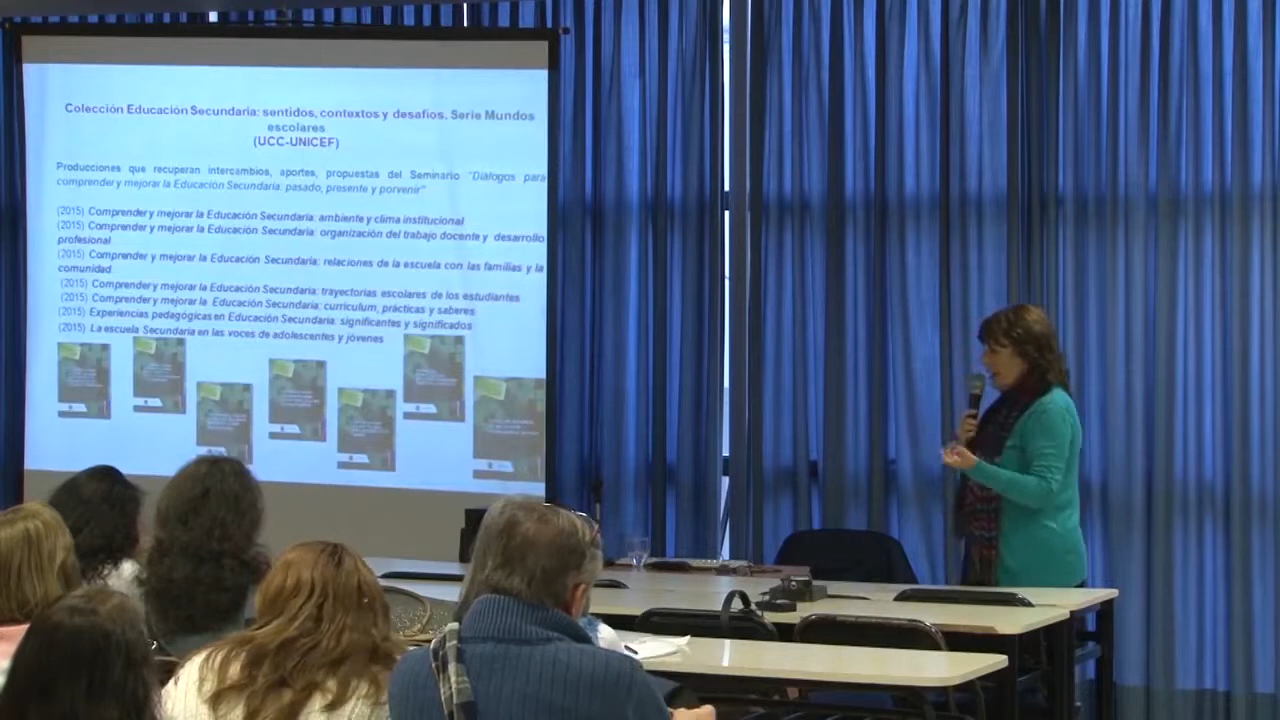 Colección Educación Secundaria: sentidos, contextos y desafíos. Serie Mundos
escolares
(UCC-UNICEF)
Producciones que recuperan intercambios, aportes, propuestas del Seminario "Diálogos para
comprender y mejorar la Educación Secundaria: pasado, presente y porvenir"
(2015) Comprender y mejorar la Educación Secundaria: ambiente y clima institucional
(2015) Comprender y mejorar la Educación Secundaria: organización del trabajo docente y desarrollo
profesional
(2015) Comprender y mejorar la Educación Secundaria: relaciones de la escuela con las familias y la
comunidad.
(2015) Comprender y mejorar la Educación Secundaria: trayectorias escolares de los estudiantes
(2015) Comprender y mejorar la Educación Secundaria: curriculum, prácticas y saberes
(2015) Experiencias pedagógicas en Educación Secundaria: significantes y significados
(2015) La escuela Secundaria en las voces de adolescentes y jóvenes